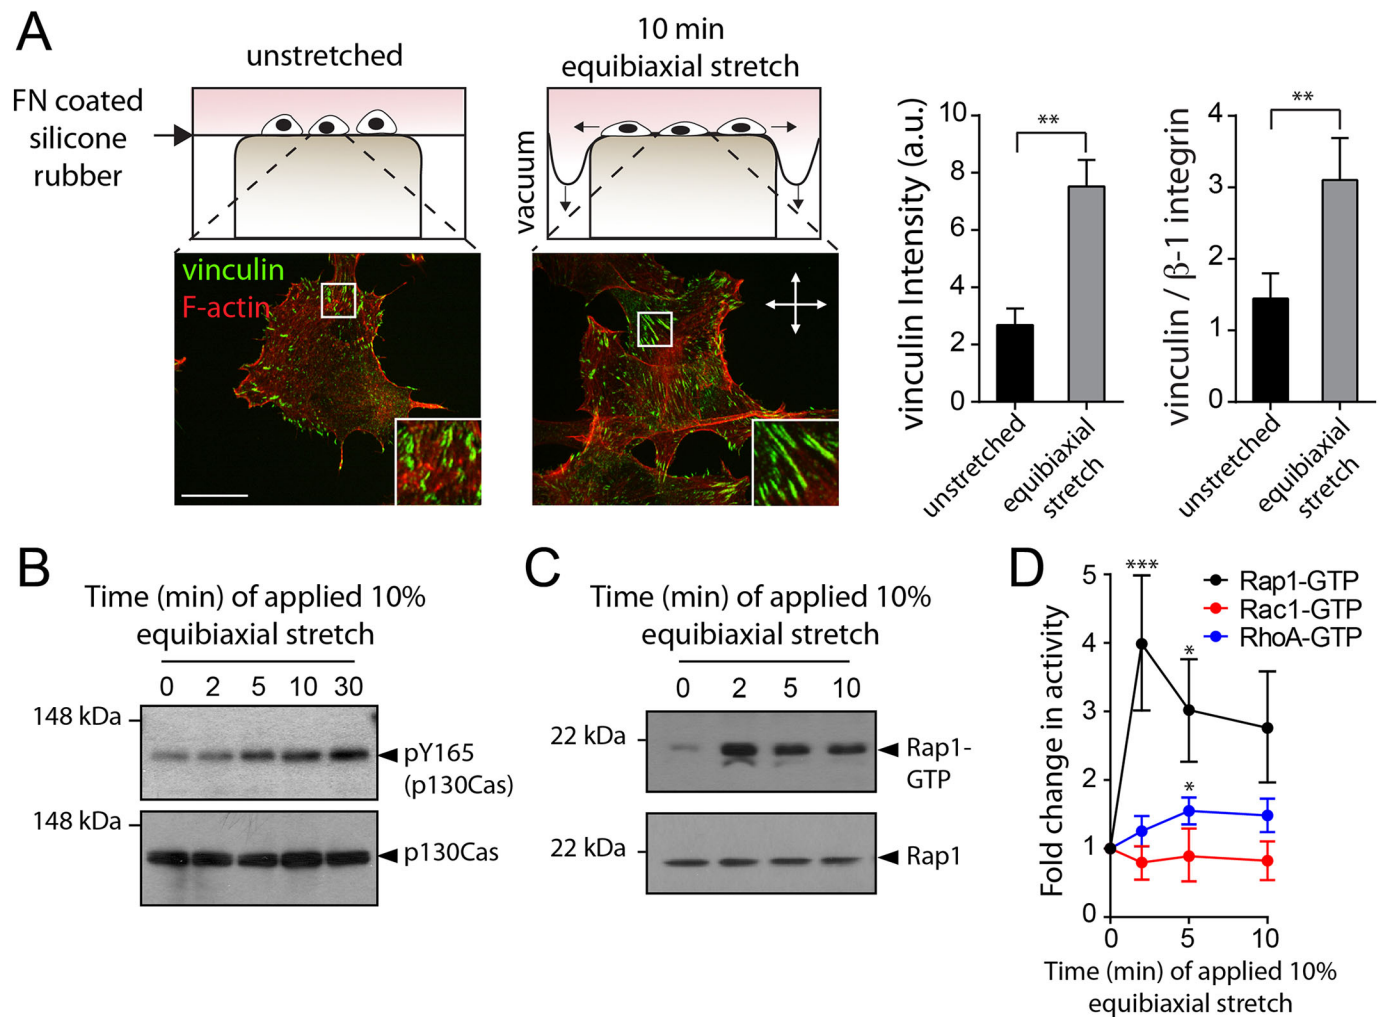 A
unstretched
10 min
equibiaxial stretch
FN coated
silicone
rubber
vacuum
vinculin
F-actin
vinculin Intensity (a.u.)
10
8
6
4
2
0
**
unstretched
equibiaxial
stretch
vinculin / β-1 integrin
4
3
2
1
0
**
unstretched
equibiaxial
stretch
B
Time (min) of applied 10%
equibiaxial stretch
0 2 5 10 30
148 kDa
pY165
(p130Cas)
148 kDa
p130Cas
C
Time (min) of applied 10%
equibiaxial stretch
0 2 5 10
22 kDa
Rap1-
GTP
22 kDa
Rap1
D
Fold change in activity
5
4
3
2
1
0
***
*
*
Rap1-GTP
Rac1-GTP
RhoA-GTP
0 5 10
Time (min) of applied 10%
equibiaxial stretch